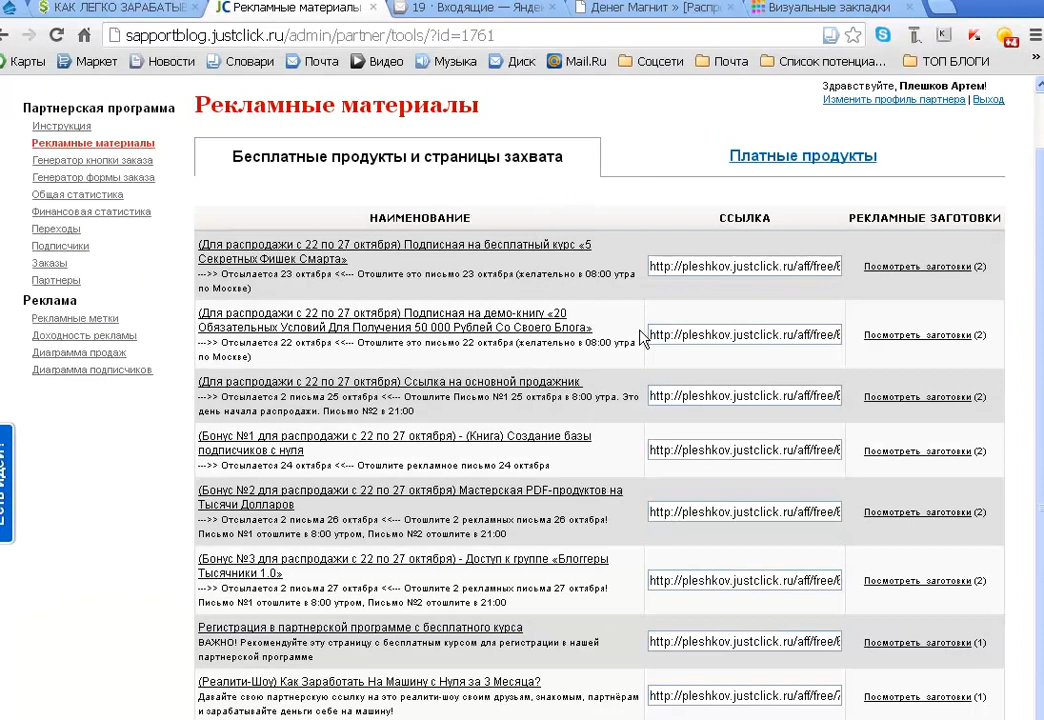 КАК ЛЕГКО ЗАРАБАТЫ
JC Рекламные материалы
19 · Входящие — Янде
Денег Магнит » [Распр
Визуальные закладки
sapportblog.justclick.ru/admin/partner/tools/?id=1761
Карты Маркет Новости Словари Почта Видео Музыка Диск Mail.Ru Соцсети Почта Список потенциа... ТОП БЛОГИ »
Здравствуйте, Плешков Артем!
Изменить профиль партнера | Выход
Партнерская программа
Инструкция
Рекламные материалы
Генератор кнопки заказа
Генератор формы заказа
Общая статистика
Финансовая статистика
Переходы
Подписчики
Заказы
Партнеры
Реклама
Рекламные метки
Доходность рекламы
Диаграмма продаж
Диаграмма подписчиков
Есть идеи?
Рекламные материалы
Бесплатные продукты и страницы захвата
Платные продукты
НАИМЕНОВАНИЕ ССЫЛКА РЕКЛАМНЫЕ ЗАГОТОВКИ
(Для распродажи с 22 по 27 октября) Подписная на бесплатный курс «5
Секретных Фишек Смарта»
--->> Отсылается 23 октября <<--- Отошлите это письмо 23 октября (желательно в 08:00 утра
по Москве)
http://pleshkov.justclick.ru/aff/free/
Посмотреть заготовки (2)
(Для распродажи с 22 по 27 октября) Подписная на демо-книгу «20
Обязательных Условий Для Получения 50 000 Рублей Со Своего Блога»
--->> Отсылается 22 октября <<--- Отошлите это письмо 22 октября (желательно в 08:00 утра
по Москве)
http://pleshkov.justclick.ru/aff/free/
Посмотреть заготовки (2)
(Для распродажи с 22 по 27 октября) Ссылка на основной продажник
--->> Отсылается 2 письма 25 октября <<--- Отошлите Письмо №1 25 октября в 8:00 утра. Это
день начала распродажи. Письмо №2 в 21:00
http://pleshkov.justclick.ru/aff/free/
Посмотреть заготовки (2)
(Бонус №1 для распродажи с 22 по 27 октября) - (Книга) Создание базы
подписчиков с нуля
--->> Отсылается 24 октября <<--- Отошлите рекламное письмо 24 октября
http://pleshkov.justclick.ru/aff/free/
Посмотреть заготовки (2)
(Бонус №2 для распродажи с 22 по 27 октября) Мастерская PDF-продуктов на
Тысячи Долларов
--->> Отсылается 2 письма 26 октября <<--- Отошлите 2 рекламных письма 26 октября!
Письмо №1 отошлите в 8:00 утром, Письмо №2 отошлите в 21:00
http://pleshkov.justclick.ru/aff/free/
Посмотреть заготовки (2)
(Бонус №3 для распродажи с 22 по 27 октября) - Доступ к группе «Блоггеры
Тысячники 1.0»
--->> Отсылается 2 письма 27 октября <<--- Отошлите 2 рекламных письма 27 октября!
Письмо №1 отошлите в 8:00 утром, Письмо №2 отошлите в 21:00
http://pleshkov.justclick.ru/aff/free/
Посмотреть заготовки (2)
Регистрация в партнерской программе с бесплатного курса
ВАЖНО! Рекомендуйте эту страницу с бесплатным курсом для регистрации в нашей
партнерской программе
http://pleshkov.justclick.ru/aff/free/
Посмотреть заготовки (1)
(Реалити-Шоу) Как Заработать На Машину с Нуля за 3 Месяца?
Давайте свою партнерскую ссылку на это реалити-шоу своим друзьям, знакомым, партнёрам
и зарабатывайте деньги себе на машину!
http://pleshkov.justclick.ru/aff/free/
Посмотреть заготовки (1)